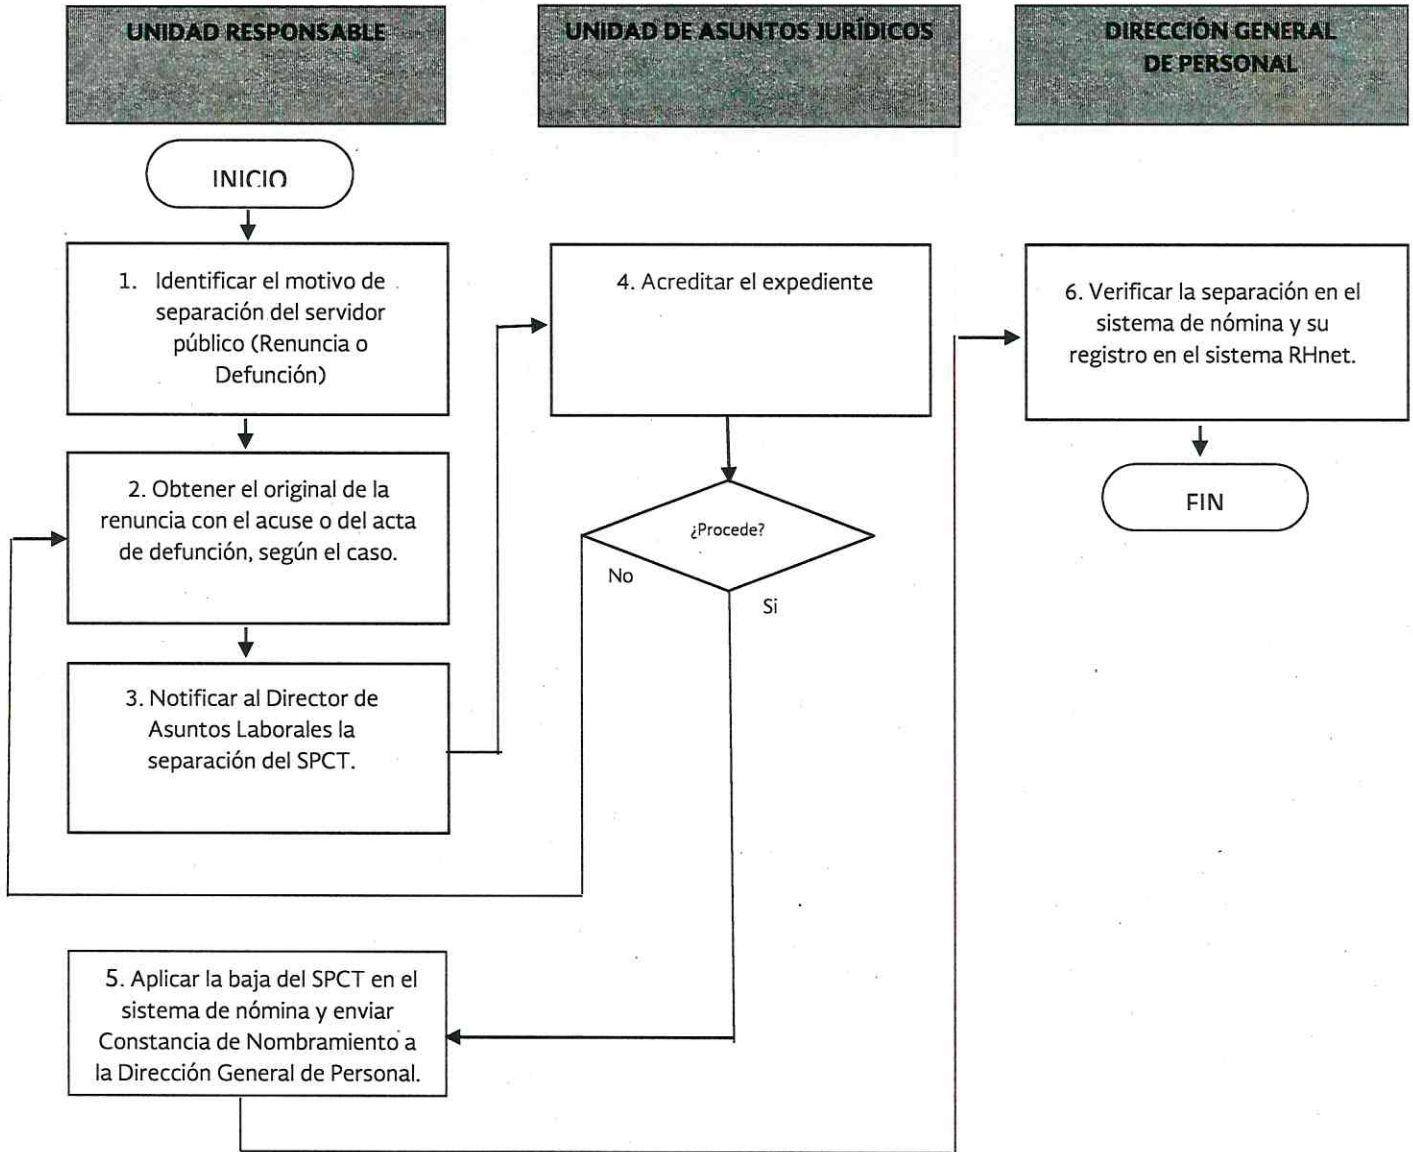 UNIDAD RESPONSABLE
UNIDAD DE ASUNTOS JURÍDICOS
DIRECCIÓN GENERAL
DE PERSONAL
INICIO
1. Identificar el motivo de
separación del servidor
público (Renuncia o
Defunción)
2. Obtener el original de la
renuncia con el acuse o del acta
de defunción, según el caso.
3. Notificar al Director de
Asuntos Laborales la
separación del SPCT.
4. Acreditar el expediente
¿Procede?
No
Si
5. Aplicar la baja del SPCT en el
sistema de nómina y enviar
Constancia de Nombramiento a
la Dirección General de Personal.
6. Verificar la separación en el
sistema de nómina y su
registro en el sistema RHnet.
FIN